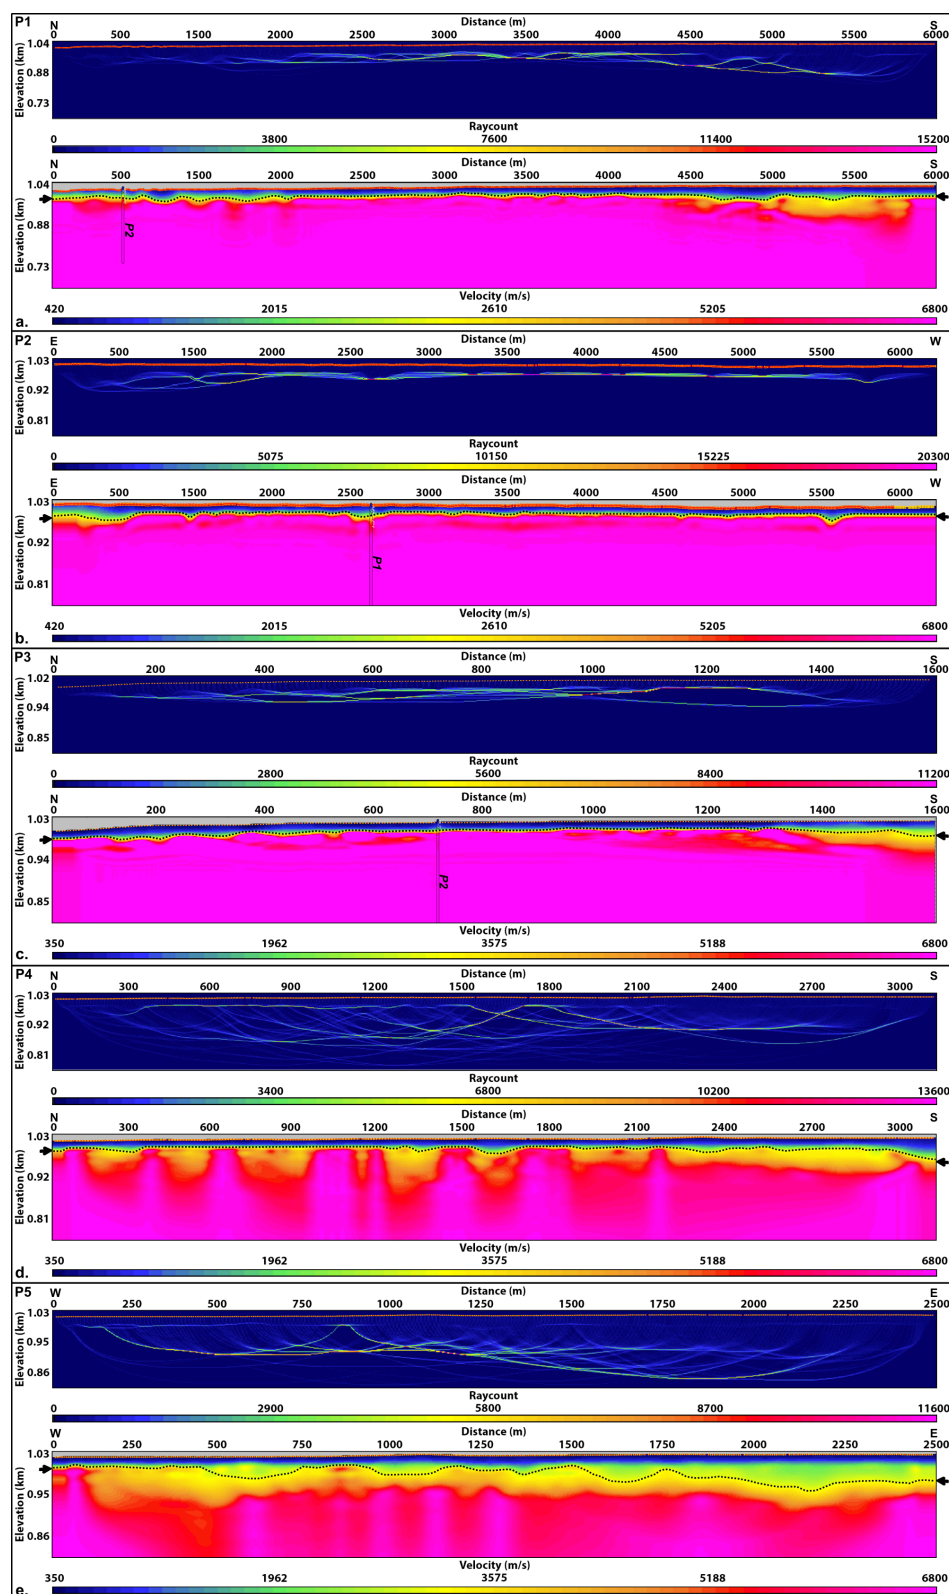 P1 N Distance (m) S
0 500 1000 1500 2000 2500 3000 3500 4000 4500 5000 5500 6000
Elevation (km)
1.04
0.88
0.73
Raycount
0 3800 7600 11400 15200
N Distance (m) S
0 500 1000 1500 2000 2500 3000 3500 4000 4500 5000 5500 6000
Elevation (km)
1.04
0.88
0.73
P2
Velocity (m/s)
a. 420 2015 2610 5205 6800
P2 E Distance (m) W
0 500 1500 2000 2500 3000 3500 4000 4500 5000 5500 6000
Elevation (km)
1.03
0.92
0.81
Raycount
0 5075 10150 15225 20300
E Distance (m) W
0 500 1500 2000 2500 3000 3500 4000 4500 5000 5500 6000
Elevation (km)
1.03
0.92
0.81
P1
Velocity (m/s)
b. 420 2015 2610 5205 6800
P3 N Distance (m) S
0 200 400 600 800 1000 1200 1400 1600
Elevation (km)
1.02
0.94
0.85
Raycount
0 2800 5600 8400 11200
N Distance (m) S
0 200 400 600 800 1000 1200 1400 1600
Elevation (km)
1.03
0.94
0.85
P2
Velocity (m/s)
c. 350 1962 3575 5188 6800
P4 N Distance (m) S
0 300 600 900 1200 1500 1800 2100 2400 2700 3000
Elevation (km)
1.03
0.92
0.81
Raycount
0 3400 6800 10200 13600
N Distance (m) S
0 300 600 900 1200 1500 1800 2100 2400 2700 3000
Elevation (km)
1.03
0.92
0.81
Velocity (m/s)
d. 350 1962 3575 5188 6800
P5 W Distance (m) E
0 250 500 750 1000 1250 1500 1750 2000 2250 2500
Elevation (km)
1.03
0.95
0.86
Raycount
0 2900 5800 8700 11600
W Distance (m) E
0 250 500 750 1000 1250 1500 1750 2000 2250 2500
Elevation (km)
1.03
0.95
0.86
Velocity (m/s)
e. 350 1962 3575 5188 6800